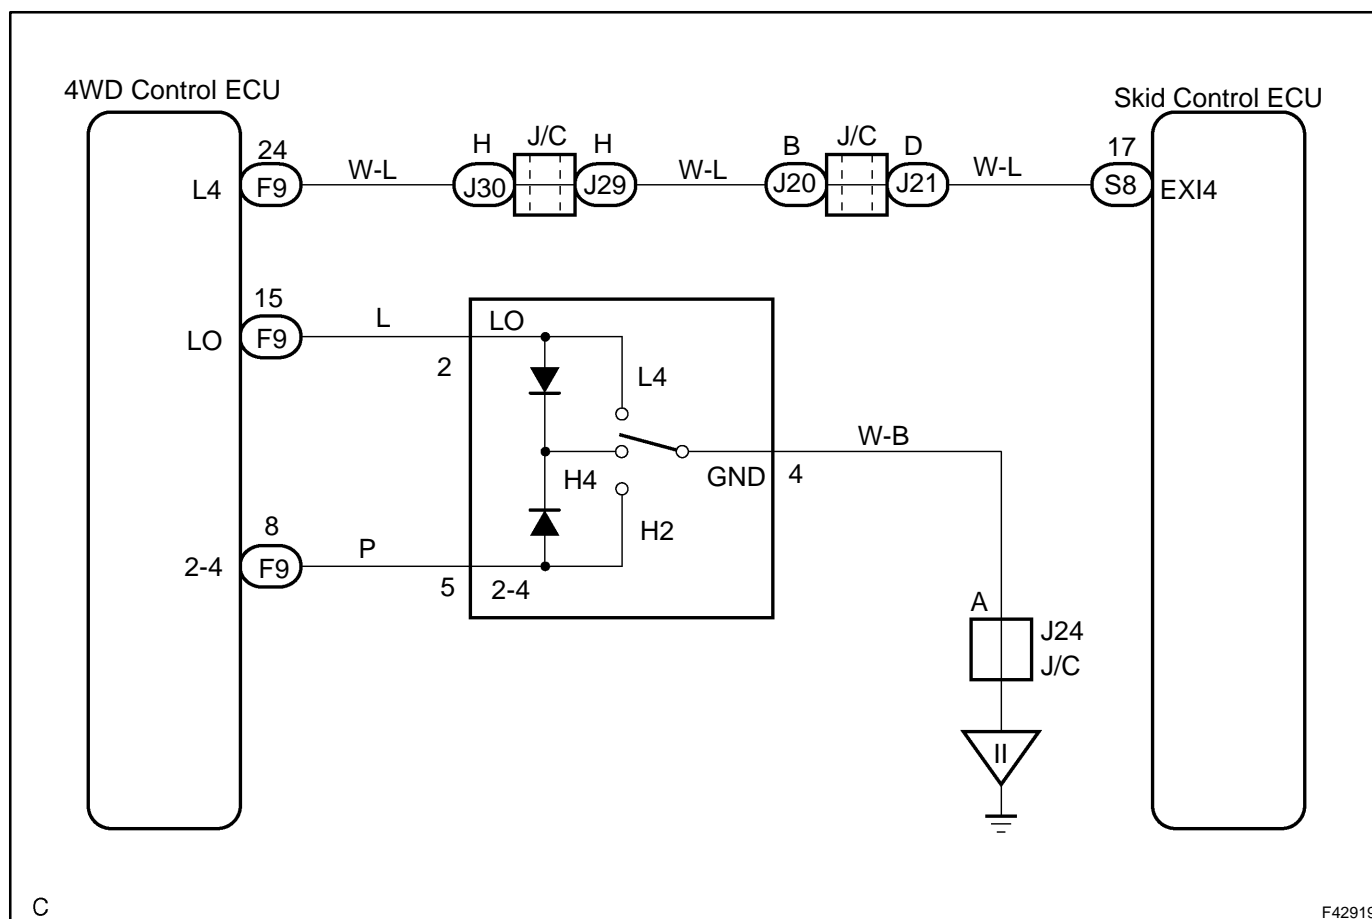 4WD Control ECU
Skid Control ECU
24
H
J/C
H
B
J/C
D
17
L4
F9
W-L
J30
J29
W-L
J20
J21
W-L
S8
EXI4
15
LO
F9
L
2
LO
L4
H4
GND
4
W-B
H2
8
2-4
F9
P
5
2-4
A
J24
J/C
II
C
F42919